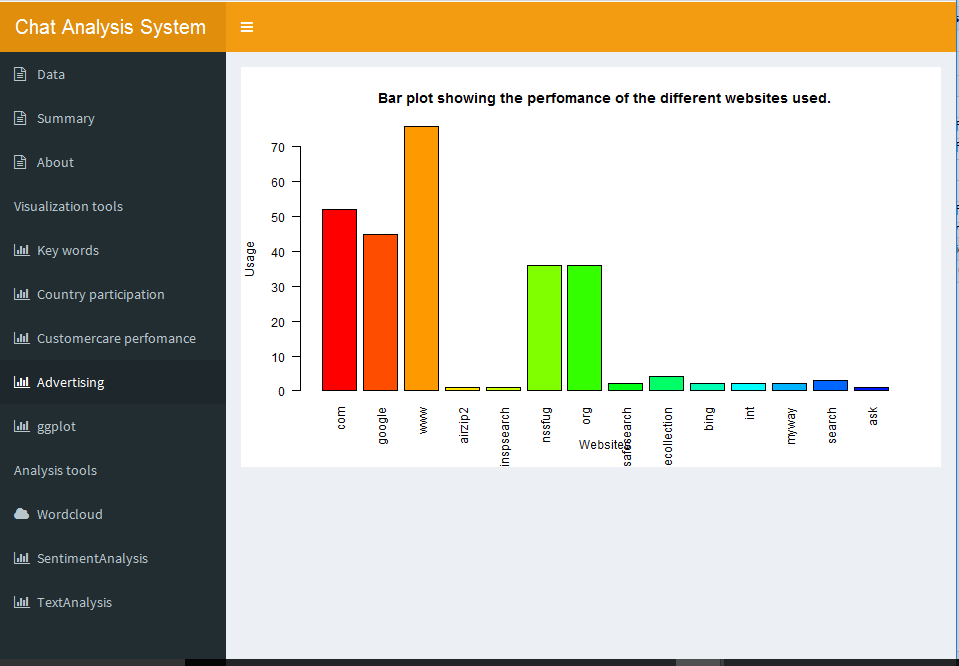 Chat Analysis System
Data
Summary
About
Visualization tools
Key words
Country participation
Customercare perfomance
Advertising
ggplot
Analysis tools
Wordcloud
SentimentAnalysis
TextAnalysis
Bar plot showing the perfomance of the different websites used.
Usage
70
60
50
40
30
20
10
0
com
google
www
airzip2
inspsearch
nssfug
org
safesearch
ecollection
bing
int
myway
search
ask
Websites